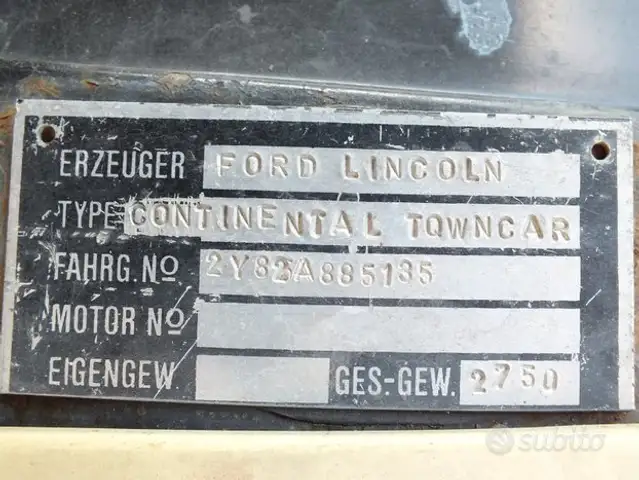 ERZEUGER FORD LINCOLN
TYPE CONTINENTAL TOWNCAR
FAHRG. NO 2Y82A885135
MOTOR NO
EIGENGEW. GES-GEW. 2750
subito